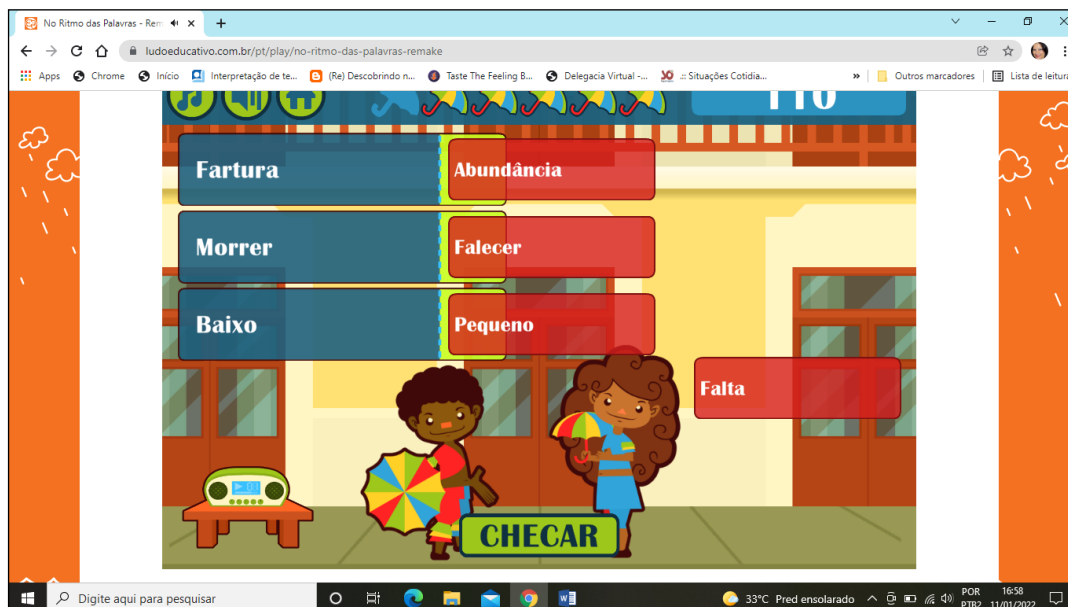 No Ritmo das Palavras - Rem
ludoeducativo.com.br/pt/play/no-ritmo-das-palavras-remake
Apps Chrome Início Interpretação de te... (Re) Descobrindo n... Taste The Feeling B... Delegacia Virtual -... .:: Situações Cotidia... » Outros marcadores Lista de leitura
110
Fartura Abundância
Morrer Falecer
Baixo Pequeno
Falta
CHECAR
Digite aqui para pesquisar
33°C Pred ensolarado
POR
PTB2
16:58
11/01/2022